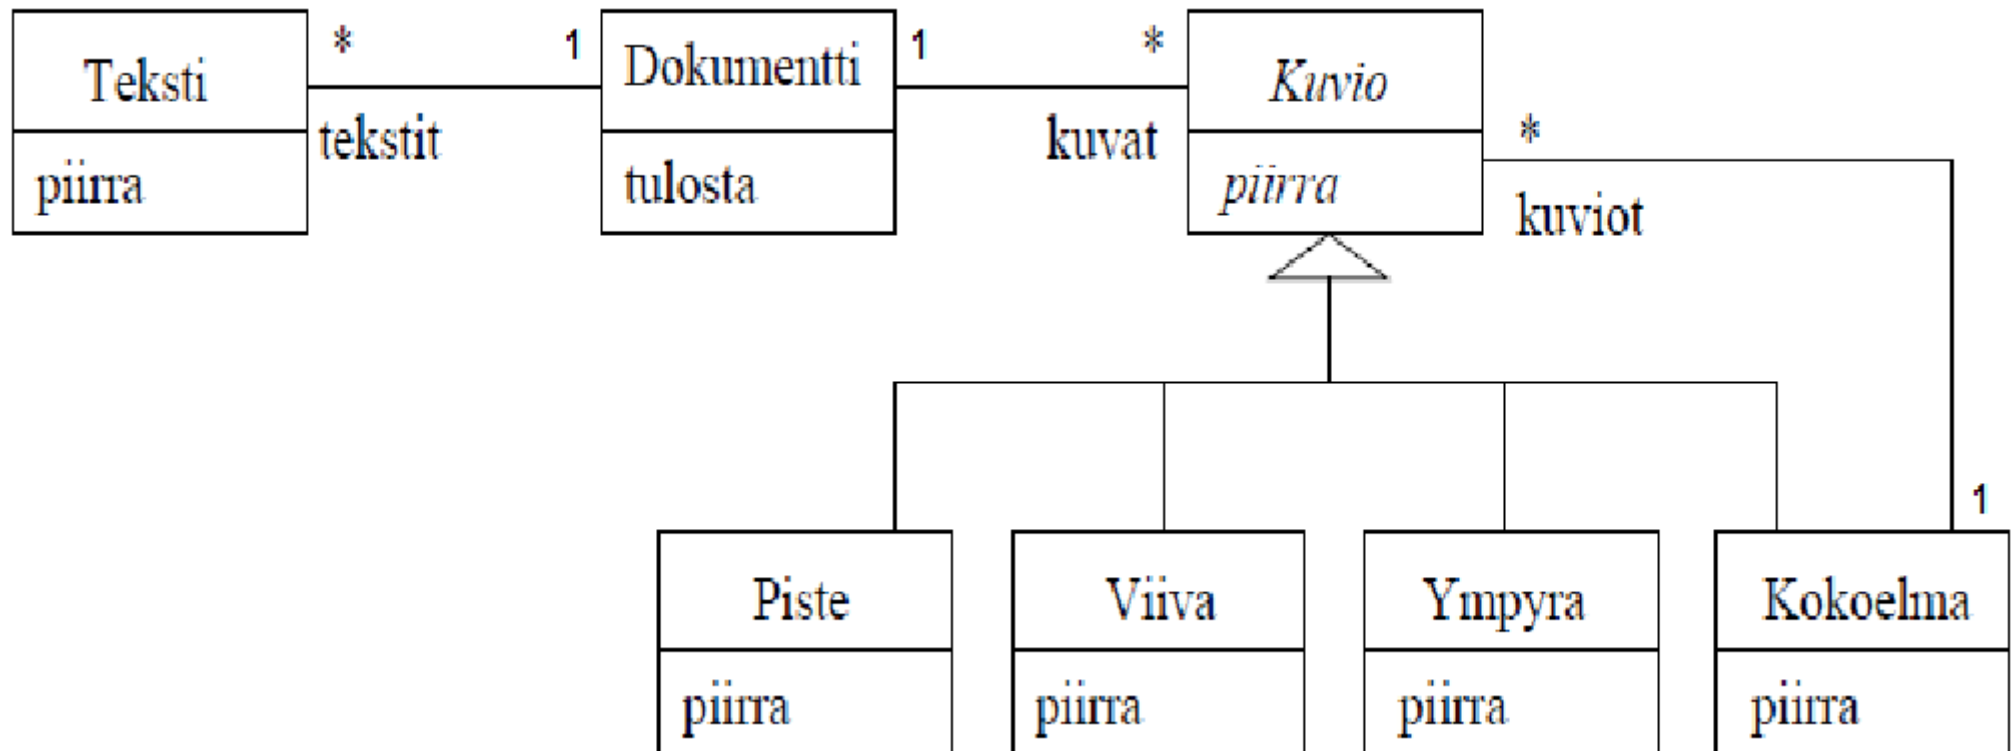 Teksti
piirra
*
1
tekstit
Dokumentti
tulosta
1
*
kuvat
Kuvio
piirra
*
kuviot
1
Piste
piirra
Viiva
piirra
Ympyra
piirra
Kokoelma
piirra